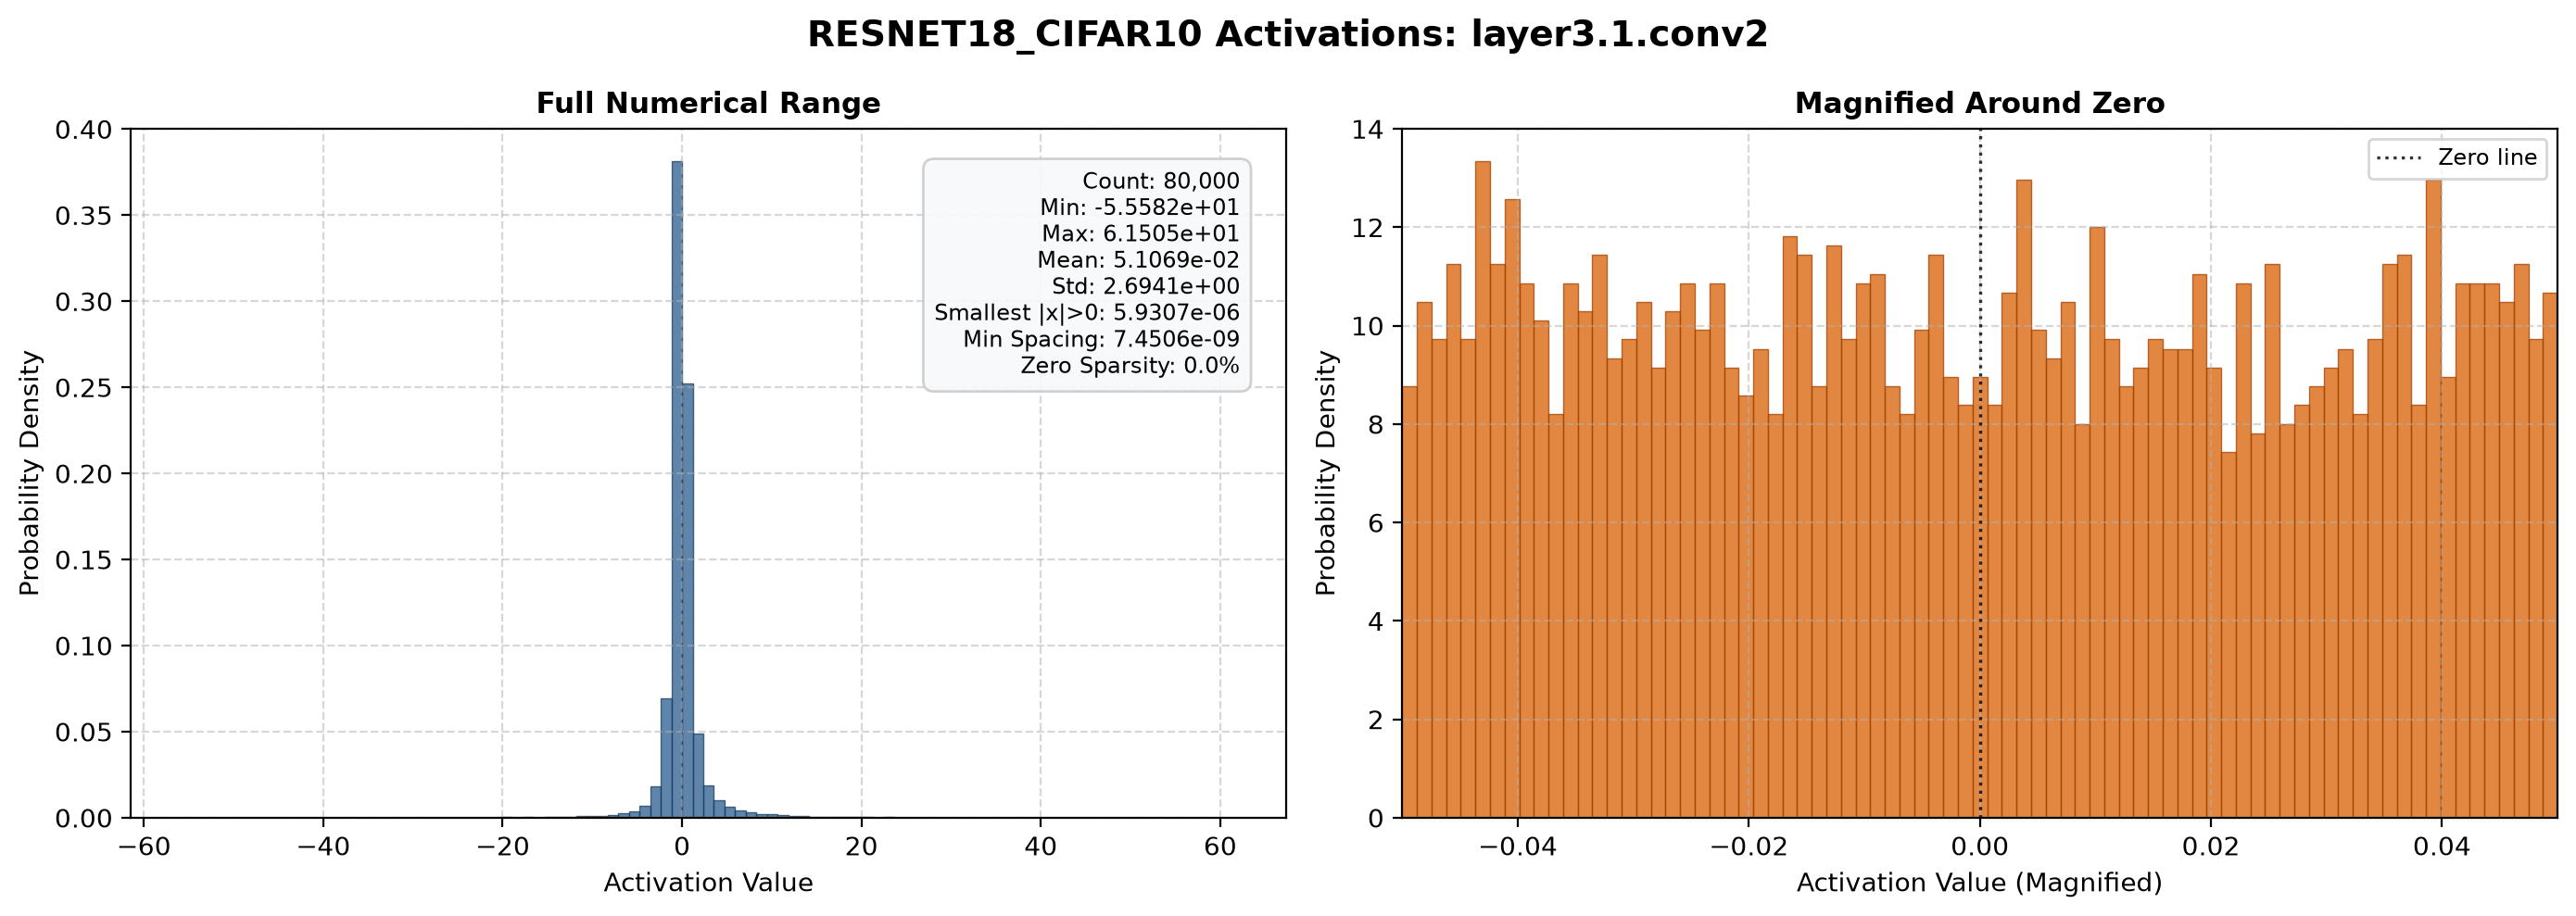 RESNET18_CIFAR10 Activations: layer3.1.conv2
Full Numerical Range
0.40
0.35
0.30
0.25
0.20
0.15
0.10
0.05
0.00
Probability Density
Count: 80,000
Min: -5.5582e+01
Max: 6.1505e+01
Mean: 5.1069e-02
Std: 2.6941e+00
Smallest |x|>0: 5.9307e-06
Min Spacing: 7.4506e-09
Zero Sparsity: 0.0%
−60 −40 −20 0 20 40 60
Activation Value
Magnified Around Zero
14
12
10
8
6
4
2
0
Probability Density
Zero line
−0.04 −0.02 0.00 0.02 0.04
Activation Value (Magnified)